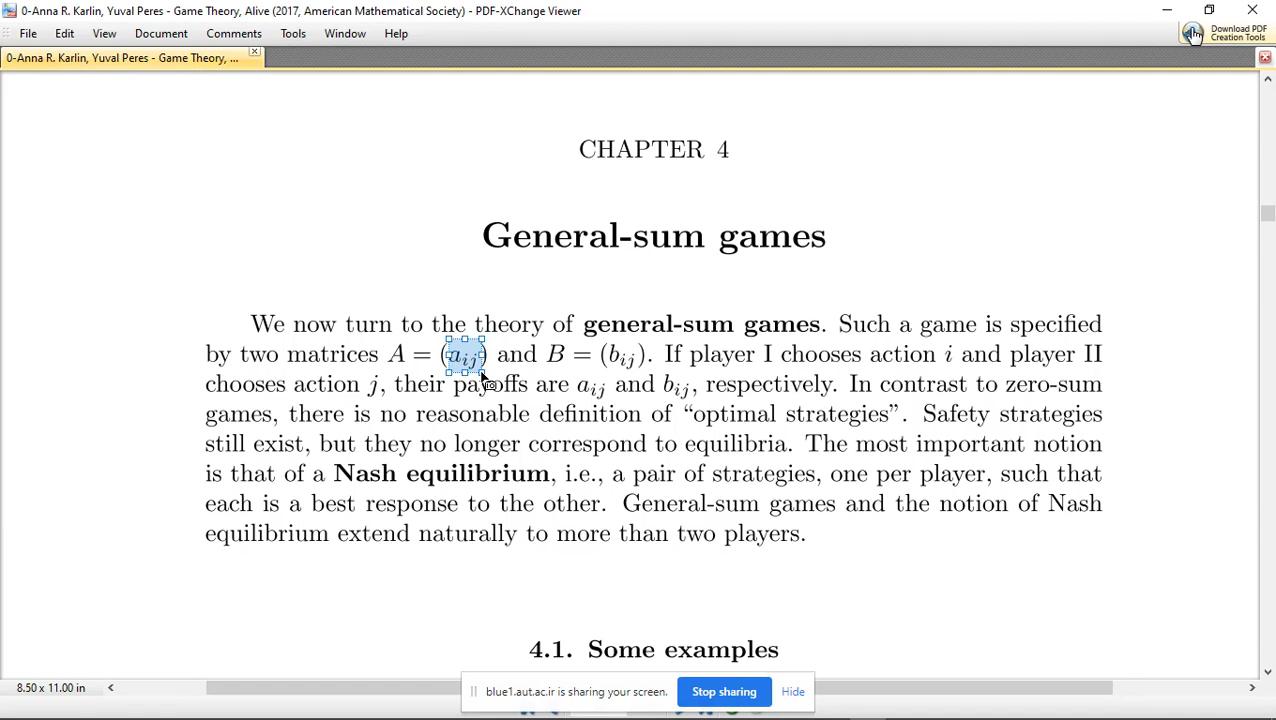 0-Anna R. Karlin, Yuval Peres - Game Theory, Alive (2017, American Mathematical Society) - PDF-XChange Viewer
File Edit View Document Comments Tools Window Help
Download PDF
Creation Tools
0-Anna R. Karlin, Yuval Peres - Game Theory, ...
CHAPTER 4
General-sum games
We now turn to the theory of general-sum games. Such a game is specified
by two matrices A = (a_{ij}) and B = (b_{ij}). If player I chooses action i and player II
chooses action j, their payoffs are a_{ij} and b_{ij}, respectively. In contrast to zero-sum
games, there is no reasonable definition of “optimal strategies”. Safety strategies
still exist, but they no longer correspond to equilibria. The most important notion
is that of a Nash equilibrium, i.e., a pair of strategies, one per player, such that
each is a best response to the other. General-sum games and the notion of Nash
equilibrium extend naturally to more than two players.
4.1. Some examples
8.50 x 11.00 in
blue1.aut.ac.ir is sharing your screen. Stop sharing Hide